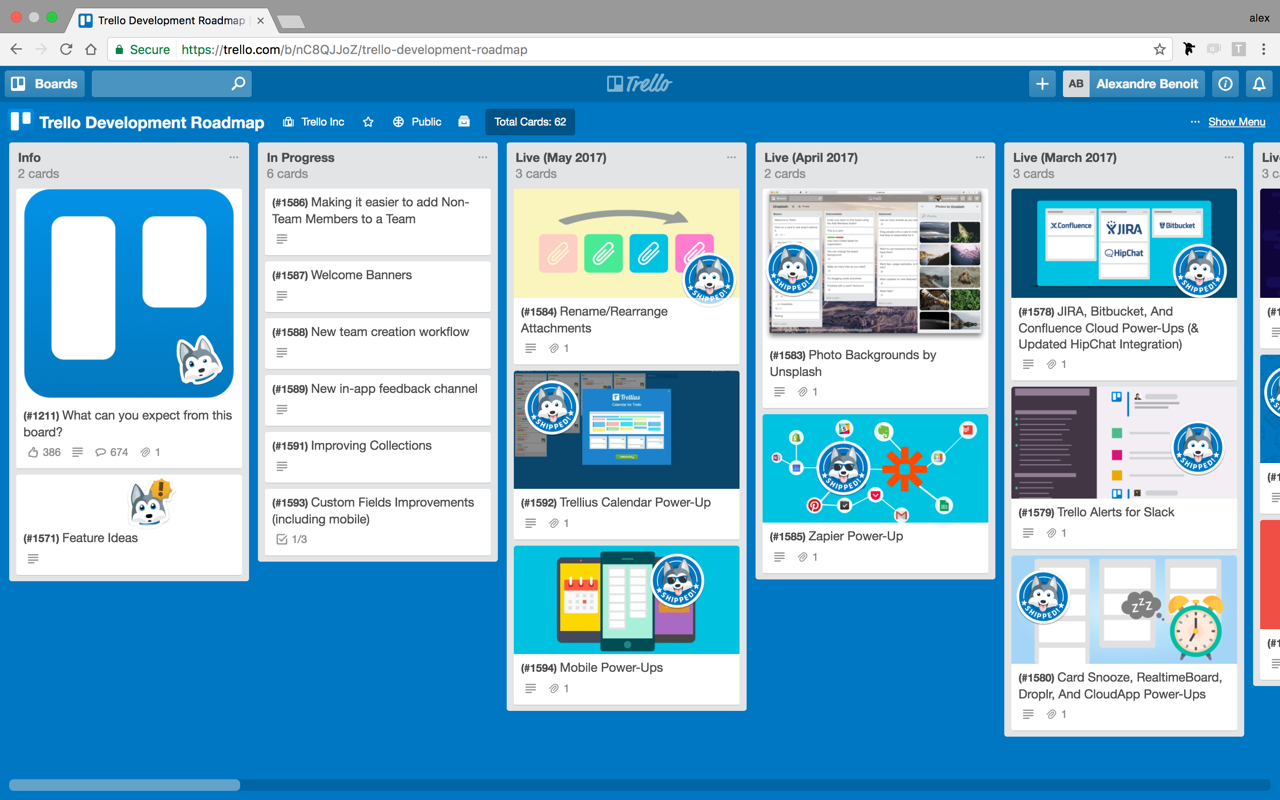 Trello Development Roadmap
alex
Secure
https://trello.com/b/nC8QJJoZ/trello-development-roadmap
T
Boards
Trello
AB
Alexandre Benoit
Trello Development Roadmap
Trello Inc
Public
Total Cards: 62
Show Menu
Info
2 cards
(#1211) What can you expect from this
board?
386
674
1
(#1571) Feature Ideas
In Progress
6 cards
(#1586) Making it easier to add Non-
Team Members to a Team
(#1587) Welcome Banners
(#1588) New team creation workflow
(#1589) New in-app feedback channel
(#1591) Improving Collections
(#1593) Custom Fields Improvements
(including mobile)
1/3
Live (May 2017)
3 cards
SHIPPED!
(#1584) Rename/Rearrange
Attachments
1
SHIPPED!
Trellius
Calendar for Trello
(#1592) Trellius Calendar Power-Up
1
SHIPPED!
(#1594) Mobile Power-Ups
1
Live (April 2017)
2 cards
SHIPPED!
(#1583) Photo Backgrounds by
Unsplash
1
SHIPPED!
(#1585) Zapier Power-Up
1
Live (March 2017)
3 cards
Confluence
JIRA
Bitbucket
HipChat
SHIPPED!
(#1578) JIRA, Bitbucket, And
Confluence Cloud Power-Ups (&
Updated HipChat Integration)
1
SHIPPED!
(#1579) Trello Alerts for Slack
1
SHIPPED!
zzz
(#1580) Card Snooze, RealtimeBoard,
Droplr, And CloudApp Power-Ups
1